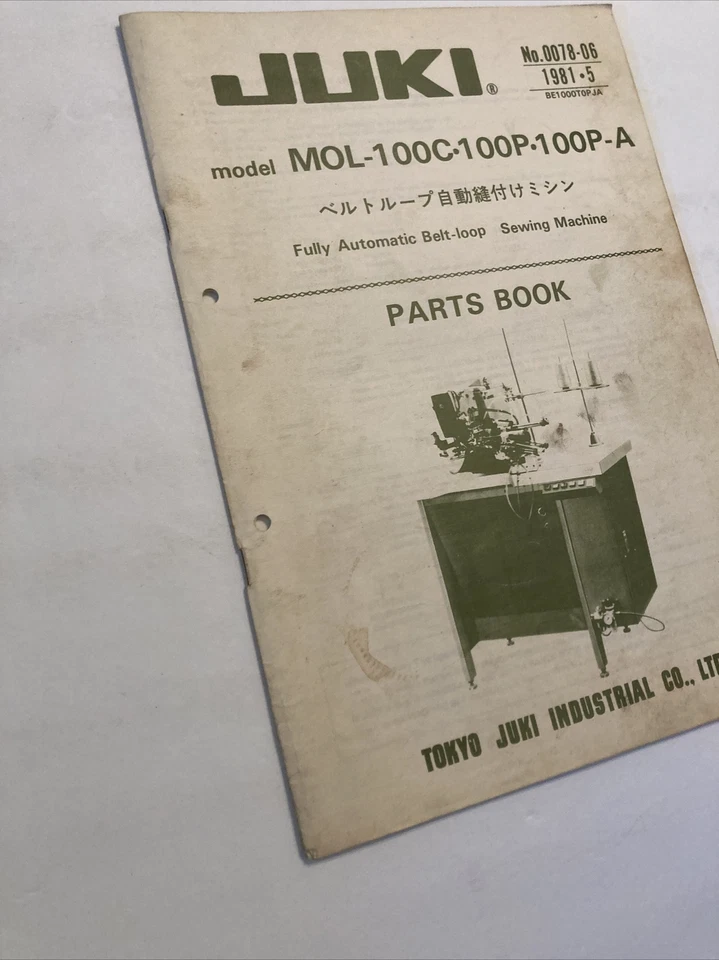 JUKI®
No.0078-06
1981・5
BE1000T0PJA
model MOL-100C・100P・100P-A
ベルトループ自動縫付けミシン
Fully Automatic Belt-loop Sewing Machine
PARTS BOOK
TOKYO JUKI INDUSTRIAL CO., LTD